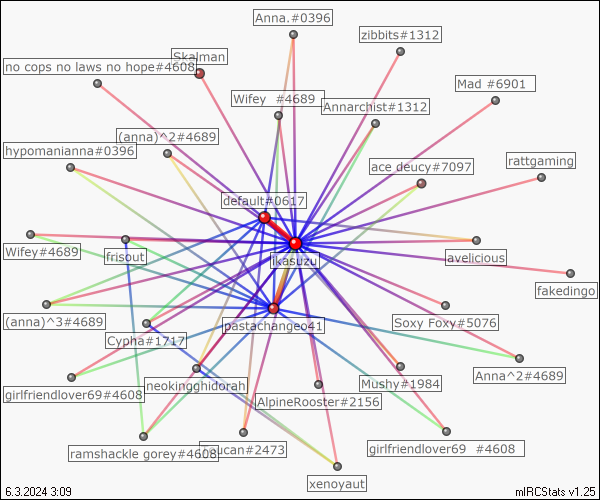 Anna.#0396
zibbits#1312
Skalman
no cops no laws no hope#4608
Mad #6901
Wifey  #4689
Annarchist#1312
(anna)^2#4689
hypomanianna#0396
ace deucy#7097
rattgaming
default#0617
Wifey#4689
frisout
ikasuzu
avelicious
fakedingo
(anna)^3#4689
Cypha#1717
pastachangeo41
Soxy Foxy#5076
Anna^2#4689
girlfriendlover69#4608
neokingghidorah
AlpineRooster#2156
Mushy#1984
ramshackle gorey#4608
Toucan#2473
girlfriendlover69  #4608
xenoyaut
6.3.2024 3:09
mIRCStats v1.25